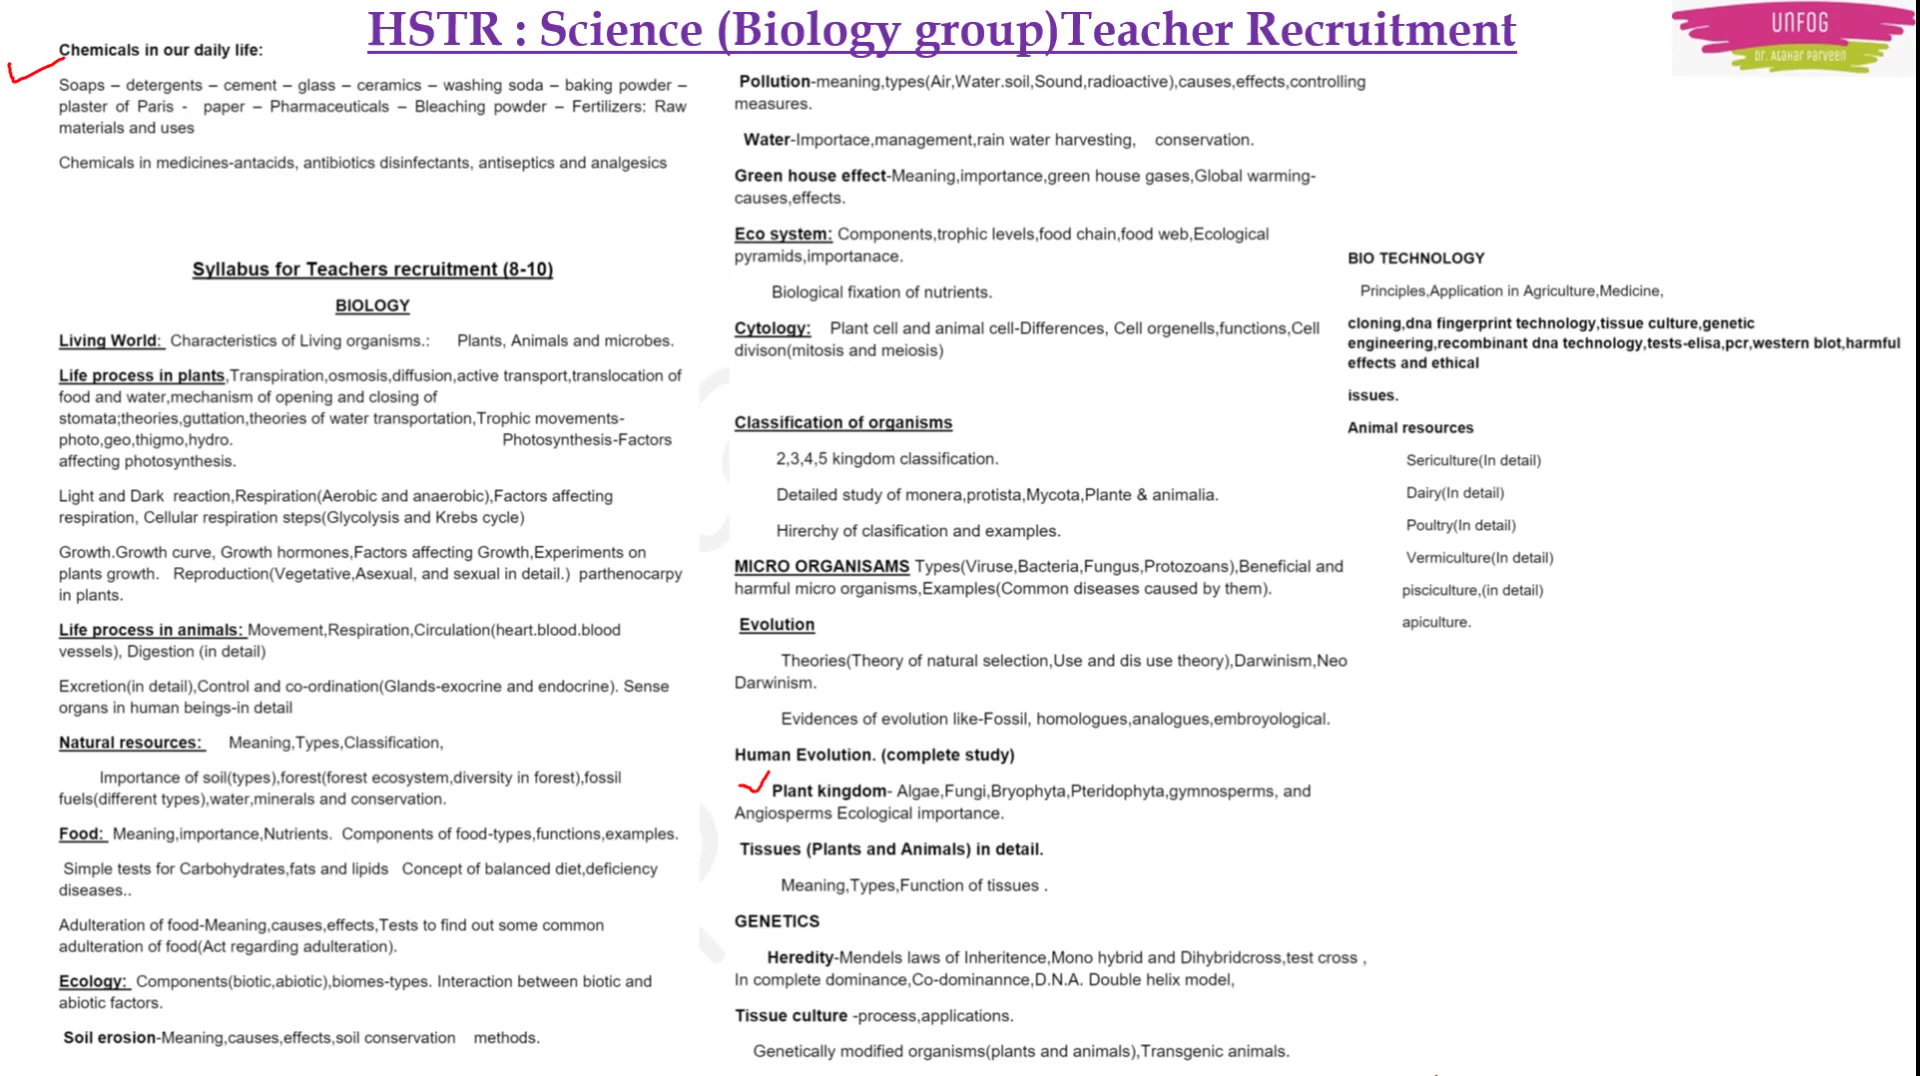 HSTR : Science (Biology group)Teacher Recruitment
UNFOG
Dr. Atahar Parveen
Chemicals in our daily life:
Soaps – detergents – cement – glass – ceramics – washing soda – baking powder –
plaster of Paris - paper – Pharmaceuticals – Bleaching powder – Fertilizers: Raw
materials and uses
Chemicals in medicines-antacids, antibiotics disinfectants, antiseptics and analgesics
Syllabus for Teachers recruitment (8-10)
BIOLOGY
Living World: Characteristics of Living organisms.: Plants, Animals and microbes.
Life process in plants,Transpiration,osmosis,diffusion,active transport,translocation of
food and water,mechanism of opening and closing of
stomata;theories,guttation,theories of water transportation,Trophic movements-
photo,geo,thigmo,hydro. Photosynthesis-Factors
affecting photosynthesis.
Light and Dark reaction,Respiration(Aerobic and anaerobic),Factors affecting
respiration, Cellular respiration steps(Glycolysis and Krebs cycle)
Growth.Growth curve, Growth hormones,Factors affecting Growth,Experiments on
plants growth. Reproduction(Vegetative,Asexual, and sexual in detail.) parthenocarpy
in plants.
Life process in animals: Movement,Respiration,Circulation(heart.blood.blood
vessels), Digestion (in detail)
Excretion(in detail),Control and co-ordination(Glands-exocrine and endocrine). Sense
organs in human beings-in detail
Natural resources: Meaning,Types,Classification,
Importance of soil(types),forest(forest ecosystem,diversity in forest),fossil
fuels(different types),water,minerals and conservation.
Food: Meaning,importance,Nutrients. Components of food-types,functions,examples.
Simple tests for Carbohydrates,fats and lipids Concept of balanced diet,deficiency
diseases..
Adulteration of food-Meaning,causes,effects,Tests to find out some common
adulteration of food(Act regarding adulteration).
Ecology: Components(biotic,abiotic),biomes-types. Interaction between biotic and
abiotic factors.
Soil erosion-Meaning,causes,effects,soil conservation methods.
Pollution-meaning,types(Air,Water.soil,Sound,radioactive),causes,effects,controlling
measures.
Water-Importace,management,rain water harvesting, conservation.
Green house effect-Meaning,importance,green house gases,Global warming-
causes,effects.
Eco system: Components,trophic levels,food chain,food web,Ecological
pyramids,importanace.
Biological fixation of nutrients.
Cytology: Plant cell and animal cell-Differences, Cell orgenells,functions,Cell
divison(mitosis and meiosis)
Classification of organisms
2,3,4,5 kingdom classification.
Detailed study of monera,protista,Mycota,Plante & animalia.
Hirerchy of clasification and examples.
MICRO ORGANISAMS Types(Viruse,Bacteria,Fungus,Protozoans),Beneficial and
harmful micro organisms,Examples(Common diseases caused by them).
Evolution
Theories(Theory of natural selection,Use and dis use theory),Darwinism,Neo
Darwinism.
Evidences of evolution like-Fossil, homologues,analogues,embroyological.
Human Evolution. (complete study)
Plant kingdom- Algae,Fungi,Bryophyta,Pteridophyta,gymnosperms, and
Angiosperms Ecological importance.
Tissues (Plants and Animals) in detail.
Meaning,Types,Function of tissues .
GENETICS
Heredity-Mendels laws of Inheritence,Mono hybrid and Dihybridcross,test cross ,
In complete dominance,Co-dominannce,D.N.A. Double helix model,
Tissue culture -process,applications.
Genetically modified organisms(plants and animals),Transgenic animals.
BIO TECHNOLOGY
Principles,Application in Agriculture,Medicine,
cloning,dna fingerprint technology,tissue culture,genetic
engineering,recombinant dna technology,tests-elisa,pcr,western blot,harmful
effects and ethical
issues.
Animal resources
Sericulture(In detail)
Dairy(In detail)
Poultry(In detail)
Vermiculture(In detail)
pisciculture,(in detail)
apiculture.